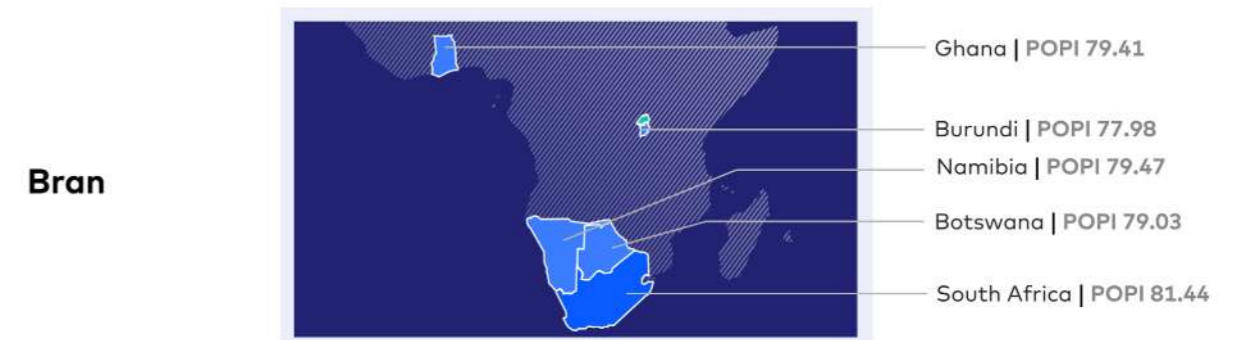 Ghana | POPI 79.41
Burundi | POPI 77.98
Namibia | POPI 79.47
Bran
Botswana | POPI 79.03
South Africa | POPI 81.44